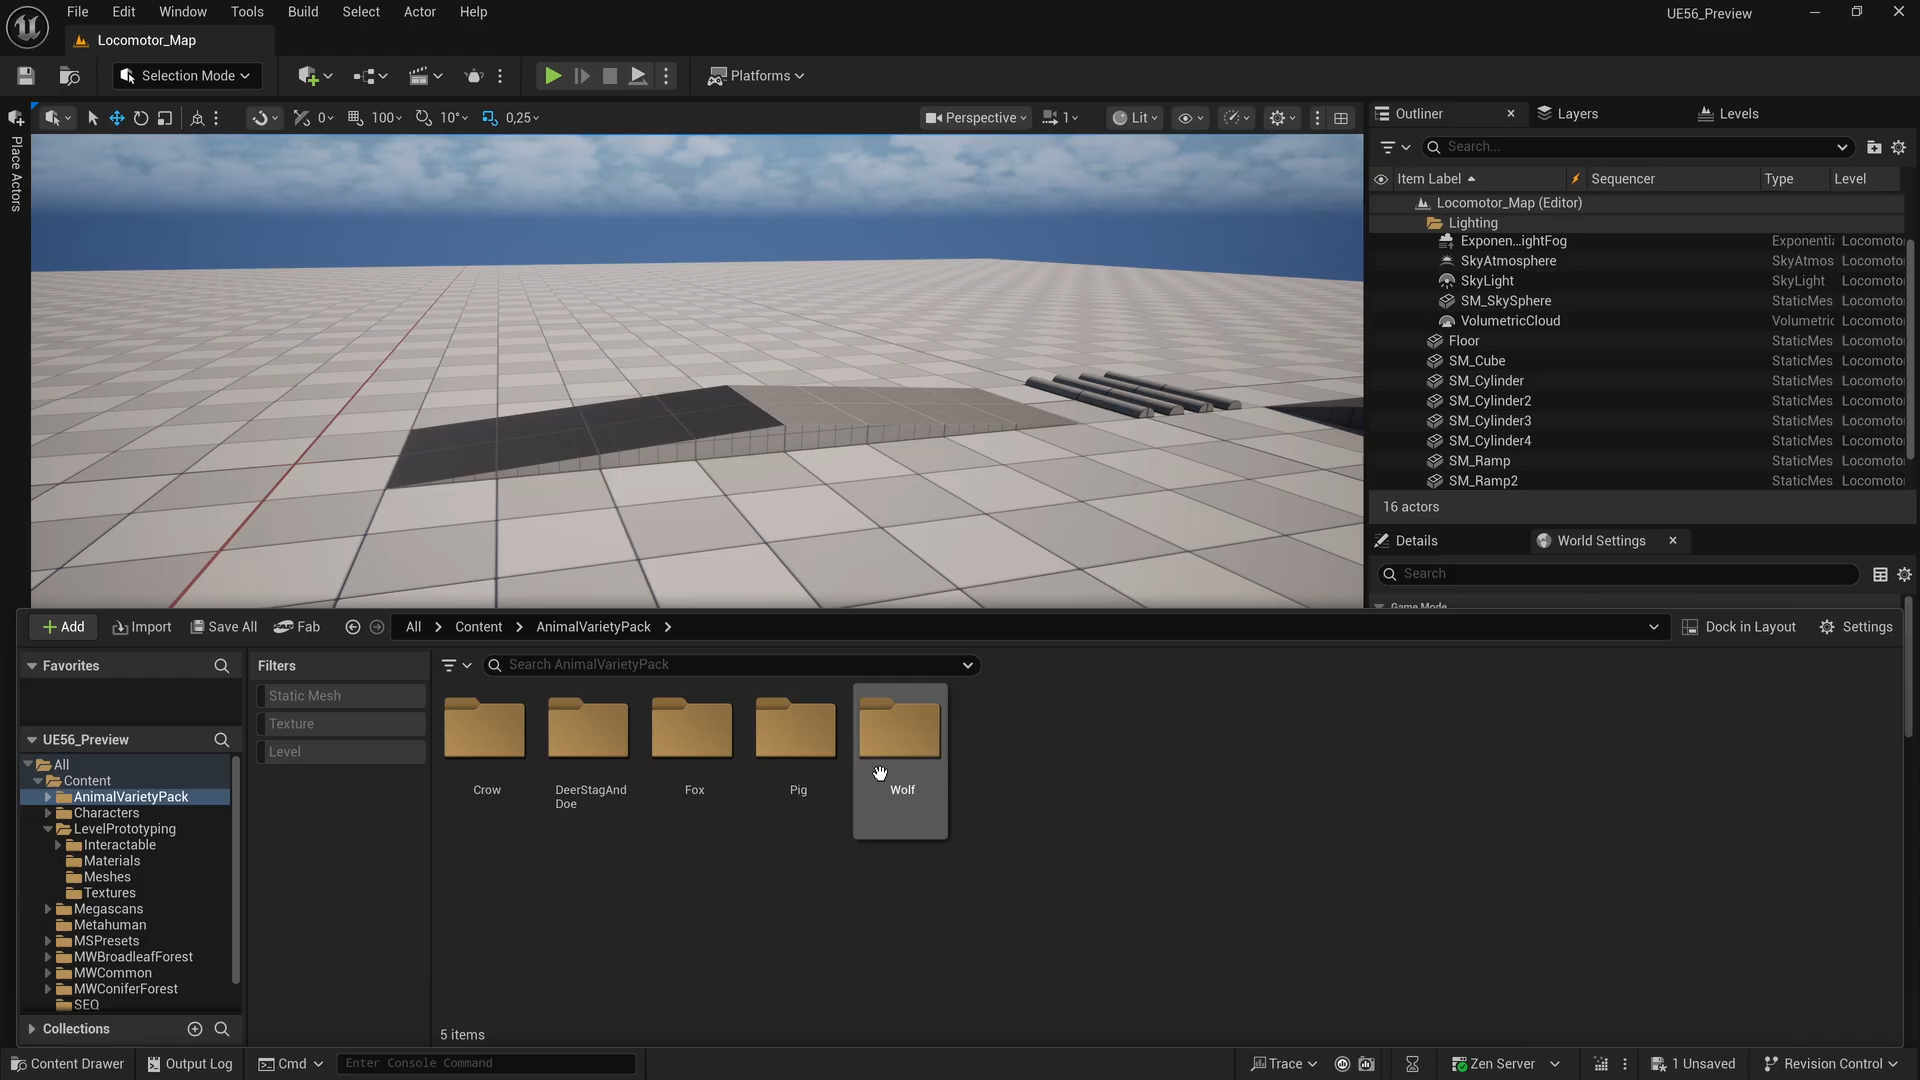 File Edit Window Tools Build Select Actor Help
UE56_Preview
Locomotor_Map
Selection Mode
Platforms
0 100 10° 0,25
Perspective 1 Lit
Place Actors
Outliner Layers Levels
Search...
Item Label Sequencer Type Level
Locomotor_Map (Editor)
Lighting
Exponen...ightFog Exponenti Locomoto
SkyAtmosphere SkyAtmos Locomoto
SkyLight SkyLight Locomoto
SM_SkySphere StaticMes Locomoto
VolumetricCloud Volumetric Locomoto
Floor StaticMes Locomoto
SM_Cube StaticMes Locomoto
SM_Cylinder StaticMes Locomoto
SM_Cylinder2 StaticMes Locomoto
SM_Cylinder3 StaticMes Locomoto
SM_Cylinder4 StaticMes Locomoto
SM_Ramp StaticMes Locomoto
SM_Ramp2 StaticMes Locomoto
16 actors
Details World Settings
Search
Game Mode
Add Import Save All Fab All Content AnimalVarietyPack Dock in Layout Settings
Favorites
Filters
Search AnimalVarietyPack
Static Mesh
Texture
Level
UE56_Preview
All
Content
AnimalVarietyPack
Characters
LevelPrototyping
Interactable
Materials
Meshes
Textures
Megascans
Metahuman
MSPresets
MWBroadleafForest
MWCommon
MWConiferForest
SEQ
Collections
Crow
DeerStagAnd
Doe
Fox
Pig
Wolf
5 items
Content Drawer Output Log Cmd Enter Console Command Trace Zen Server 1 Unsaved Revision Control